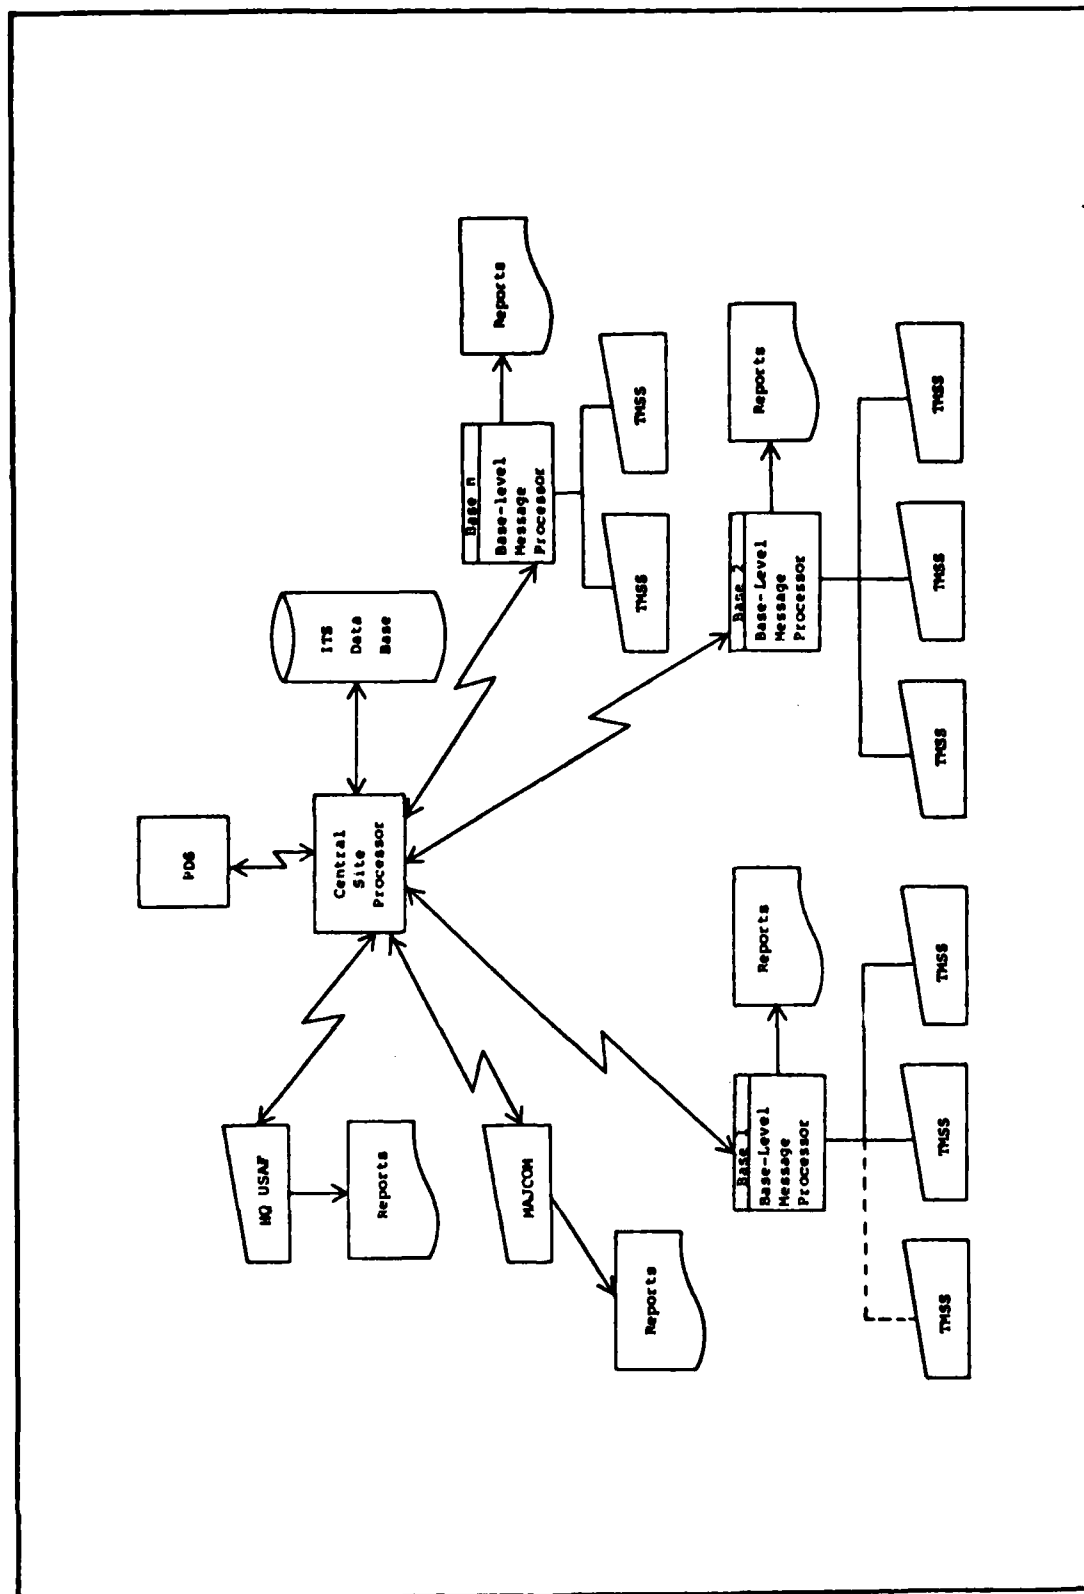 PDS
HQ USAF
Reports
Central
Site
Processor
ITS
Data
Base
MAJCOM
Reports
Base n
Base-level
Message
Processor
Reports
TMSS
TMSS
Base 1
Base-Level
Message
Processor
Reports
Base 2
Base-Level
Message
Processor
Reports
TMSS
TMSS
TMSS
TMSS
TMSS
TMSS